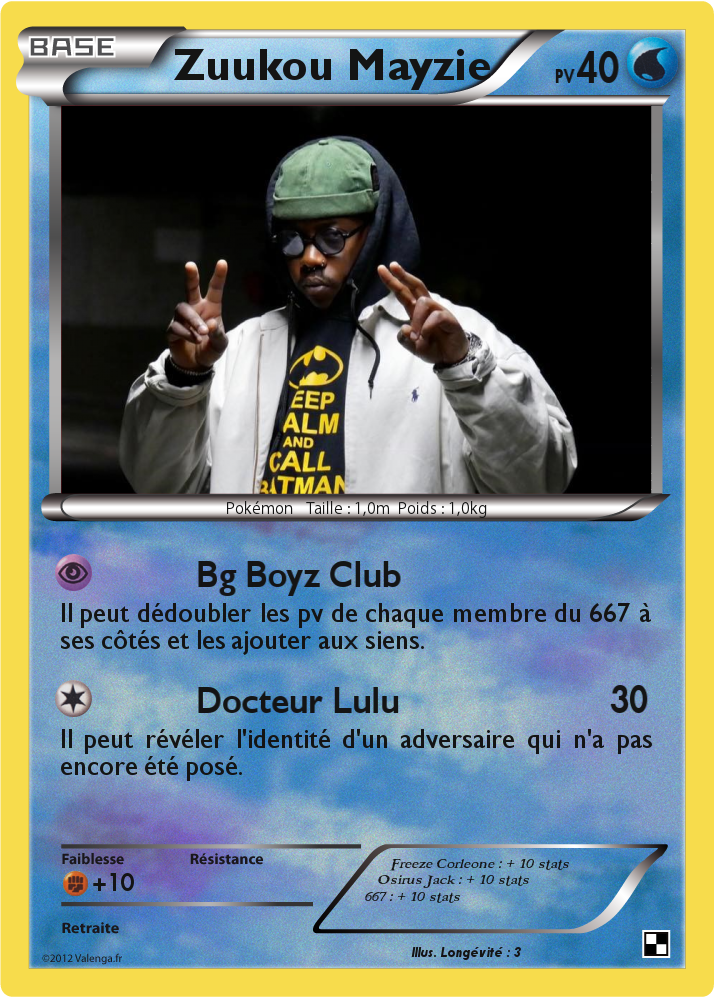 BASE
Zuukou Mayzie
PV 40
EEP
ALM
AND
CALL
BATMAN
Pokémon Taille : 1,0m Poids : 1,0kg
Bg Boyz Club
Il peut dédoubler les pv de chaque membre du 667 à
ses côtés et les ajouter aux siens.
Docteur Lulu 30
Il peut révéler l'identité d'un adversaire qui n'a pas
encore été posé.
Faiblesse Résistance
+10
Freeze Corleone : + 10 stats
Osirus Jack : + 10 stats
667 : + 10 stats
Retraite
Illus. Longévité : 3
©2012 Valenga.fr